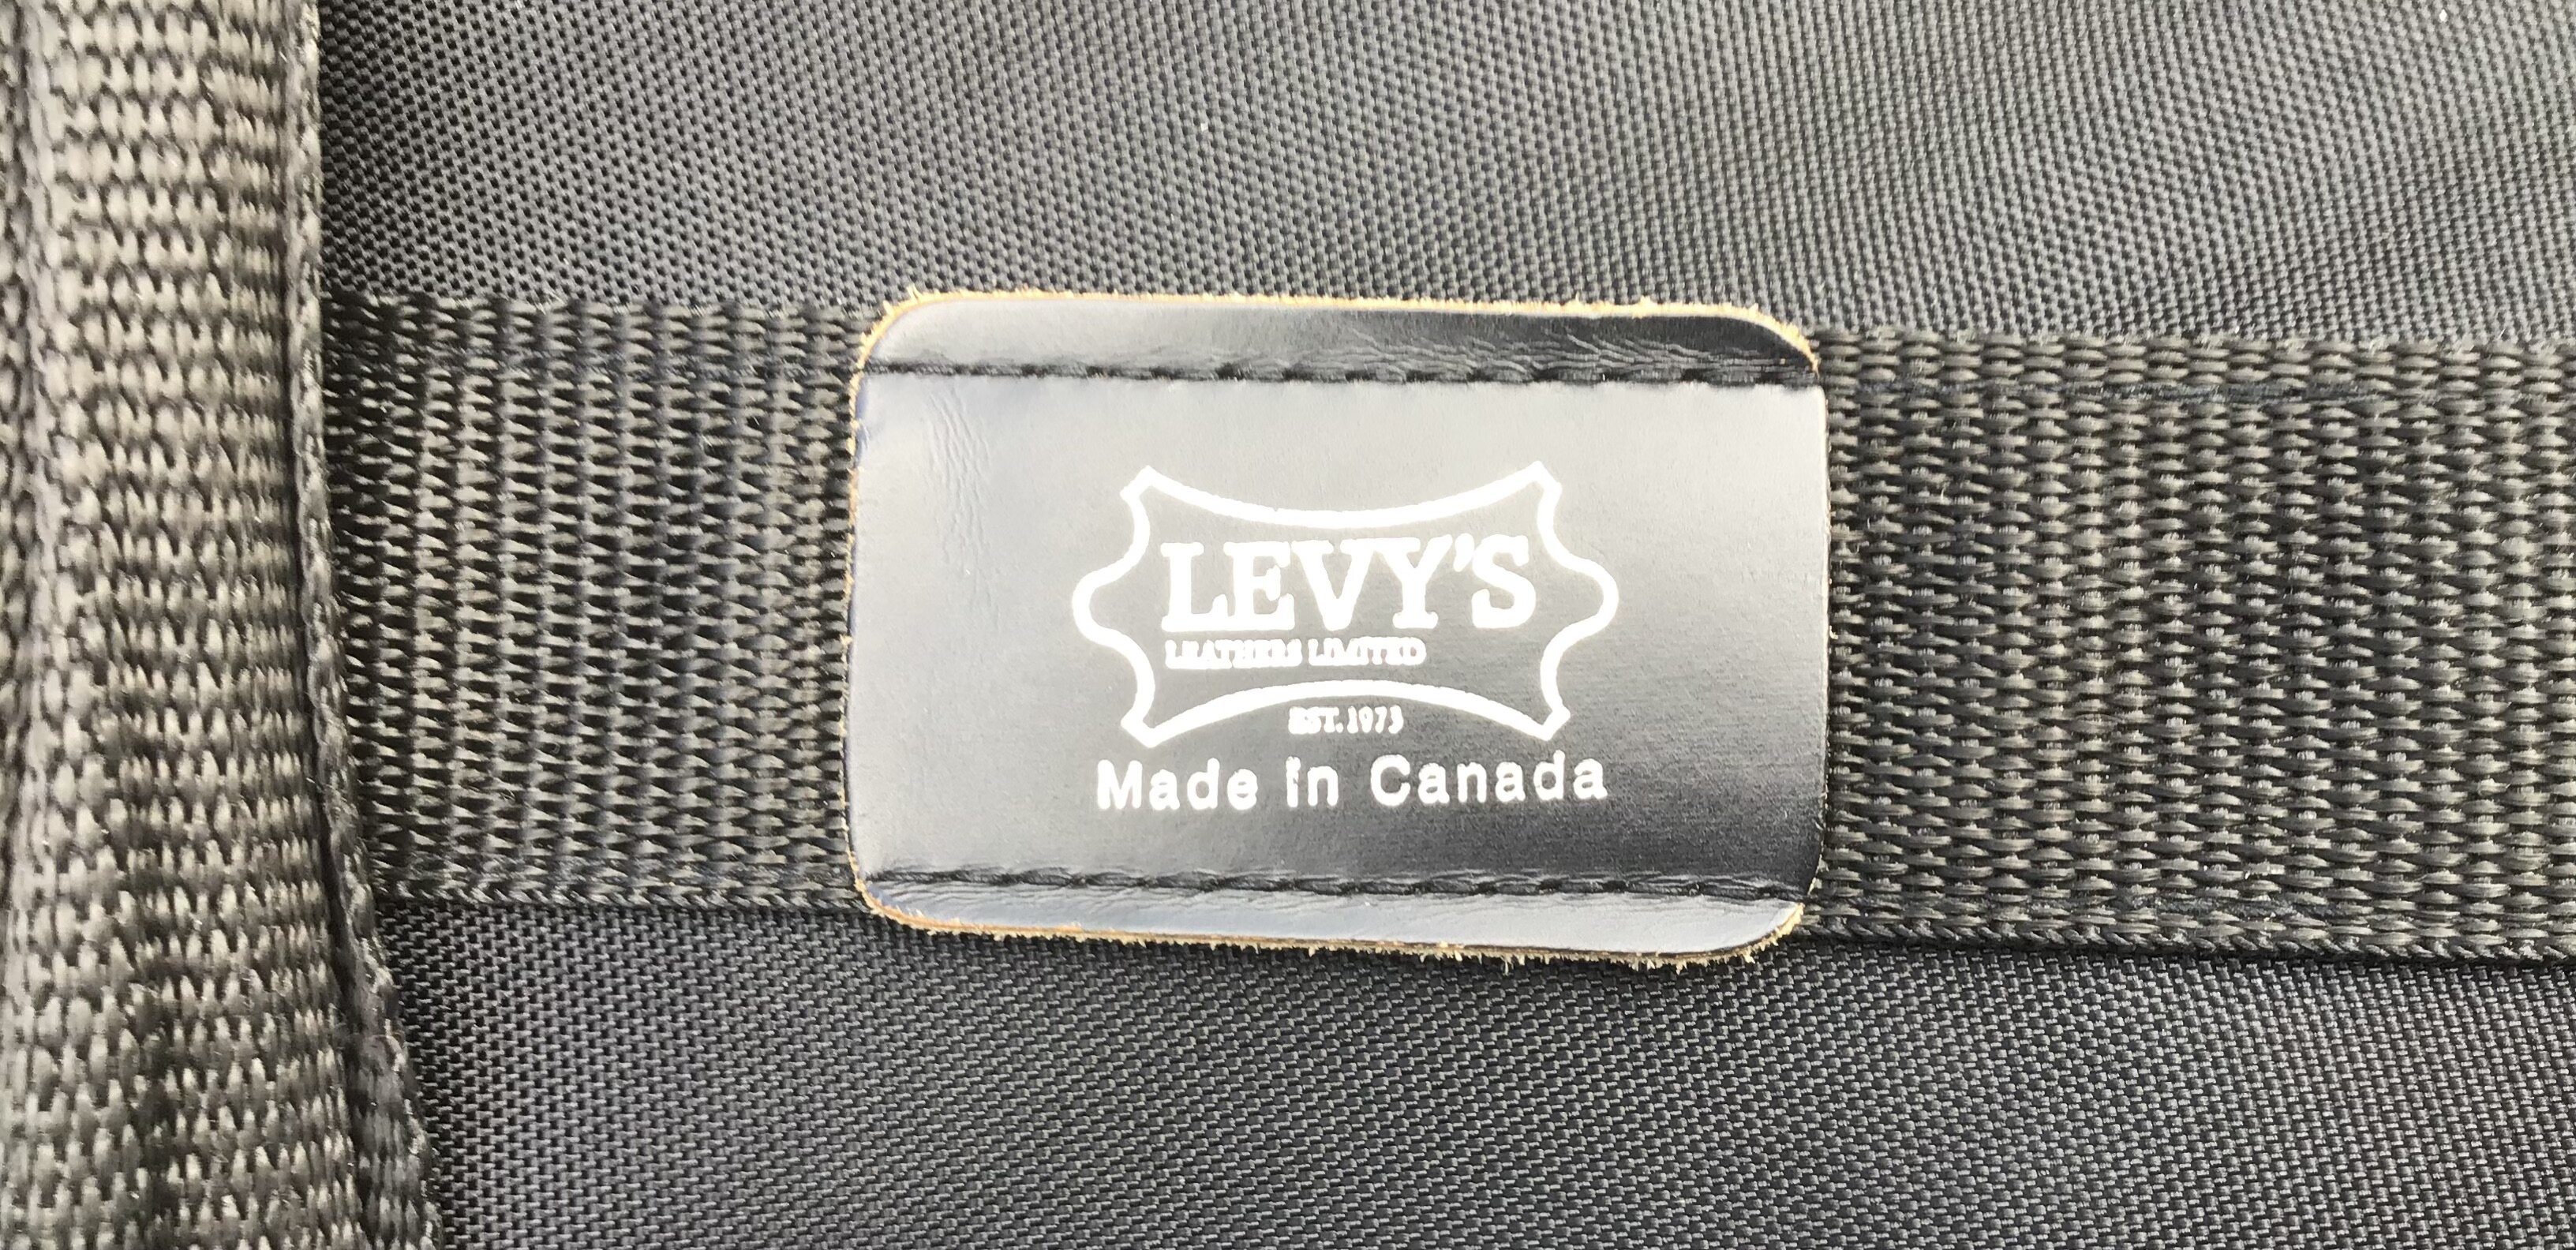 LEVY'S
LEATHERS LIMITED
EST. 1973
Made in Canada